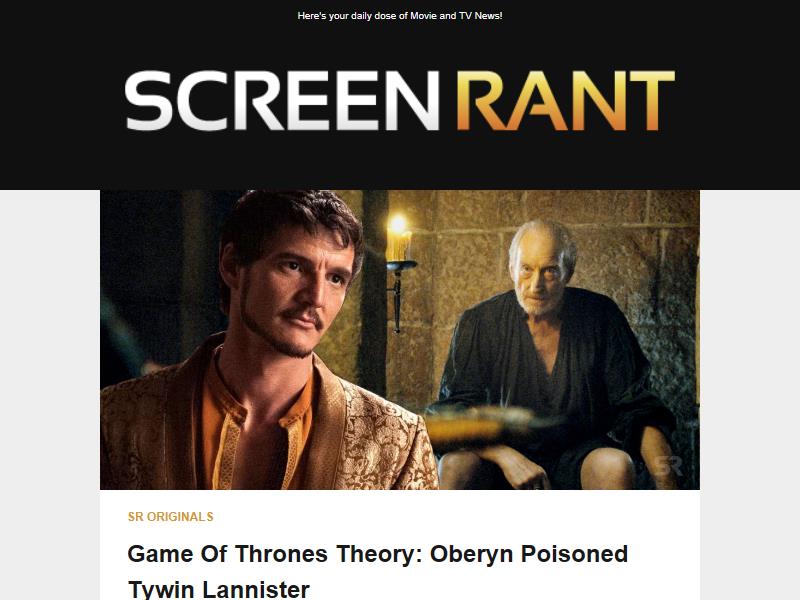 Here's your daily dose of Movie and TV News!
SCREEN RANT
SR
SR ORIGINALS
Game Of Thrones Theory: Oberyn Poisoned
Tywin Lannister